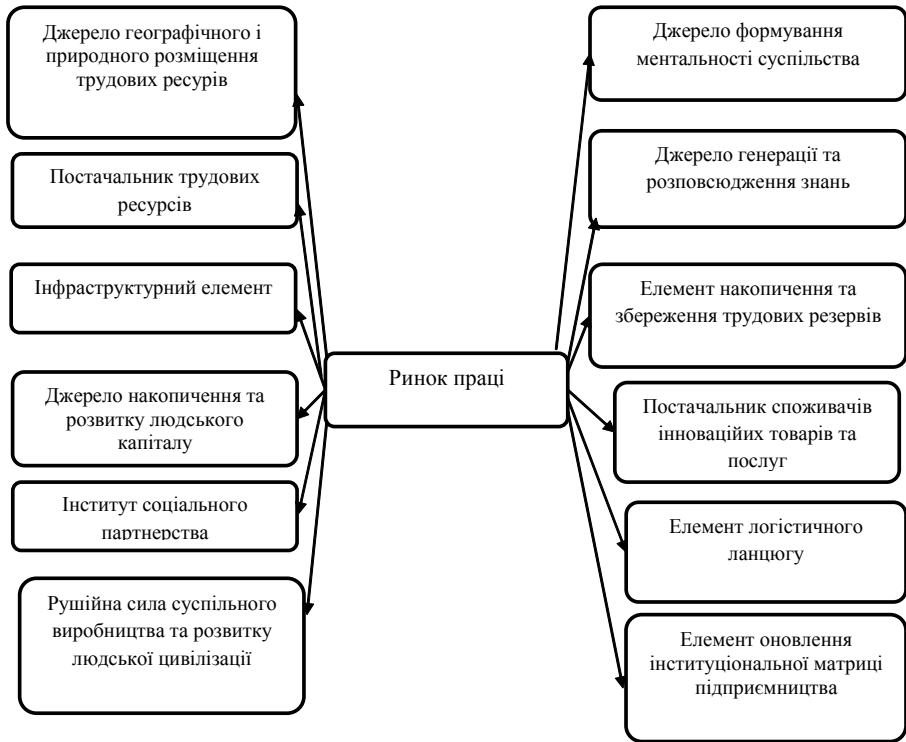 Джерело географічного і
природного розміщення
трудових ресурів
Постачальник трудових
ресурсів
Інфраструктурний елемент
Джерело накопичення та
розвитку людського
капіталу
Інститут соціального
партнерства
Рушійна сила суспільного
виробництва та розвитку
людської цивілізації
Ринок праці
Джерело формування
ментальності суспільства
Джерело генерації та
розповсюдження знань
Елемент накопичення та
збереження трудових резервів
Постачальник споживачів
інноваційих товарів та
послуг
Елемент логістичного
ланцюгу
Елемент оновлення
інституціональної матриці
підприємництва